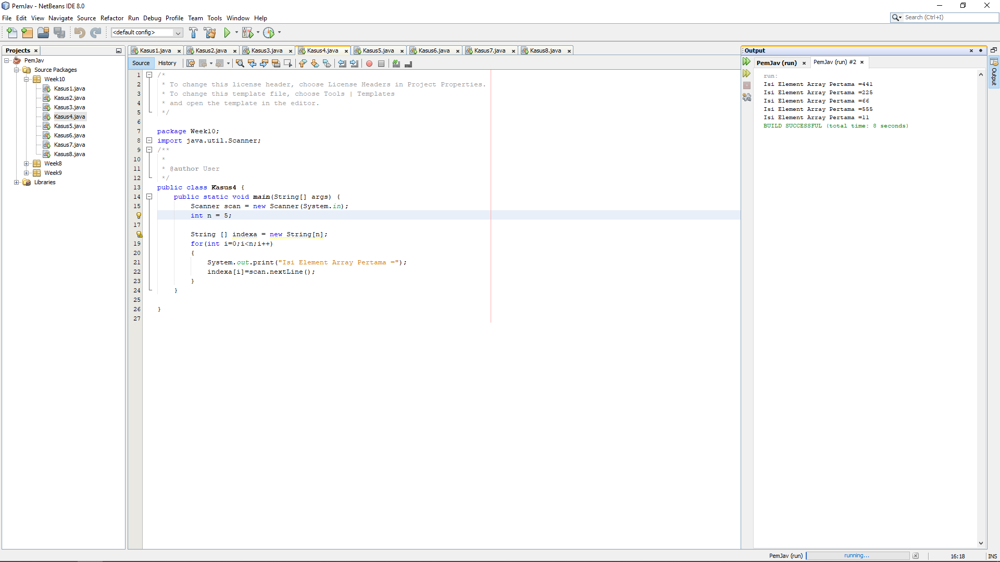 PemJav - NetBeans IDE 8.0
File Edit View Navigate Source Refactor Run Debug Profile Team Tools Window Help
Search (Ctrl+I)
<default config>
Projects
PemJav
Source Packages
Week10
Kasus1.java
Kasus2.java
Kasus3.java
Kasus4.java
Kasus5.java
Kasus6.java
Kasus7.java
Kasus8.java
Week8
Week9
Libraries
Kasus1.java Kasus2.java Kasus3.java Kasus4.java Kasus5.java Kasus6.java Kasus7.java Kasus8.java
Source History
1 /*
2 * To change this license header, choose License Headers in Project Properties.
3 * To change this template file, choose Tools | Templates
4 * and open the template in the editor.
5 */
6
7 package Week10;
8 import java.util.Scanner;
9 /**
10 *
11 * @author User
12 */
13 public class Kasus4 {
14 public static void main(String[] args) {
15 Scanner scan = new Scanner(System.in);
int n = 5;
17
String [] indexa = new String[n];
19 for(int i=0;i<n;i++)
20 {
21 System.out.print("Isi Element Array Pertama =");
22 indexa[i]=scan.nextLine();
23 }
24 }
25
26 }
27
Output
PemJav (run) PemJav (run) #2
run:
Isi Element Array Pertama =441
Isi Element Array Pertama =225
Isi Element Array Pertama =66
Isi Element Array Pertama =555
Isi Element Array Pertama =11
BUILD SUCCESSFUL (total time: 8 seconds)
Output
PemJav (run) running... 16:18 INS